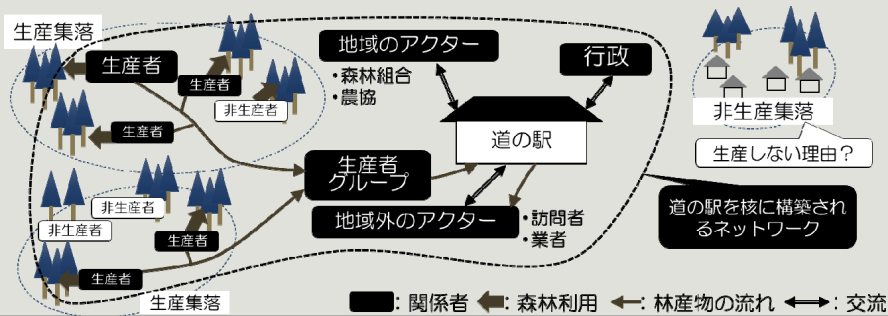 生産集落
生産者
生産者
非生産者
生産者
地域のアクター
・森林組合
・農協
行政
道の駅
生産者
グループ
地域外のアクター
・訪問者
・業者
非生産者
非生産者
生産者
生産者
生産集落
非生産集落
生産しない理由?
道の駅を核に構築され
るネットワーク
:関係者 :森林利用 :林産物の流れ :交流